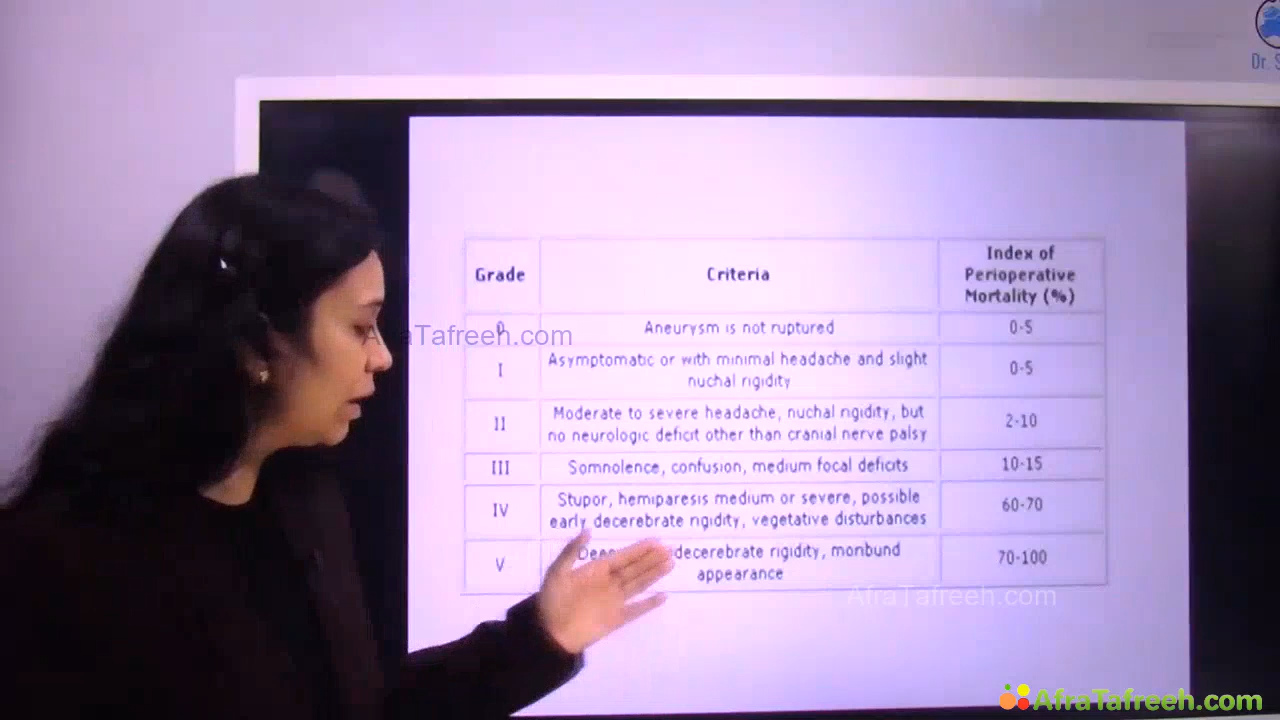 Dr. S
Grade Criteria Index of
Perioperative
Mortality (%)
0 Aneurysm is not ruptured 0-5
AfraTafreeh.com
I Asymptomatic or with minimal headache and slight
nuchal rigidity 0-5
II Moderate to severe headache, nuchal rigidity, but
no neurologic deficit other than cranial nerve palsy 2-10
III Somnolence, confusion, medium focal deficits 10-15
IV Stupor, hemiparesis medium or severe, possible
early decerebrate rigidity, vegetative disturbances 60-70
V decerebrate rigidity, moribund
appearance 70-100
AfraTafreeh.com
AfraTafreeh.com